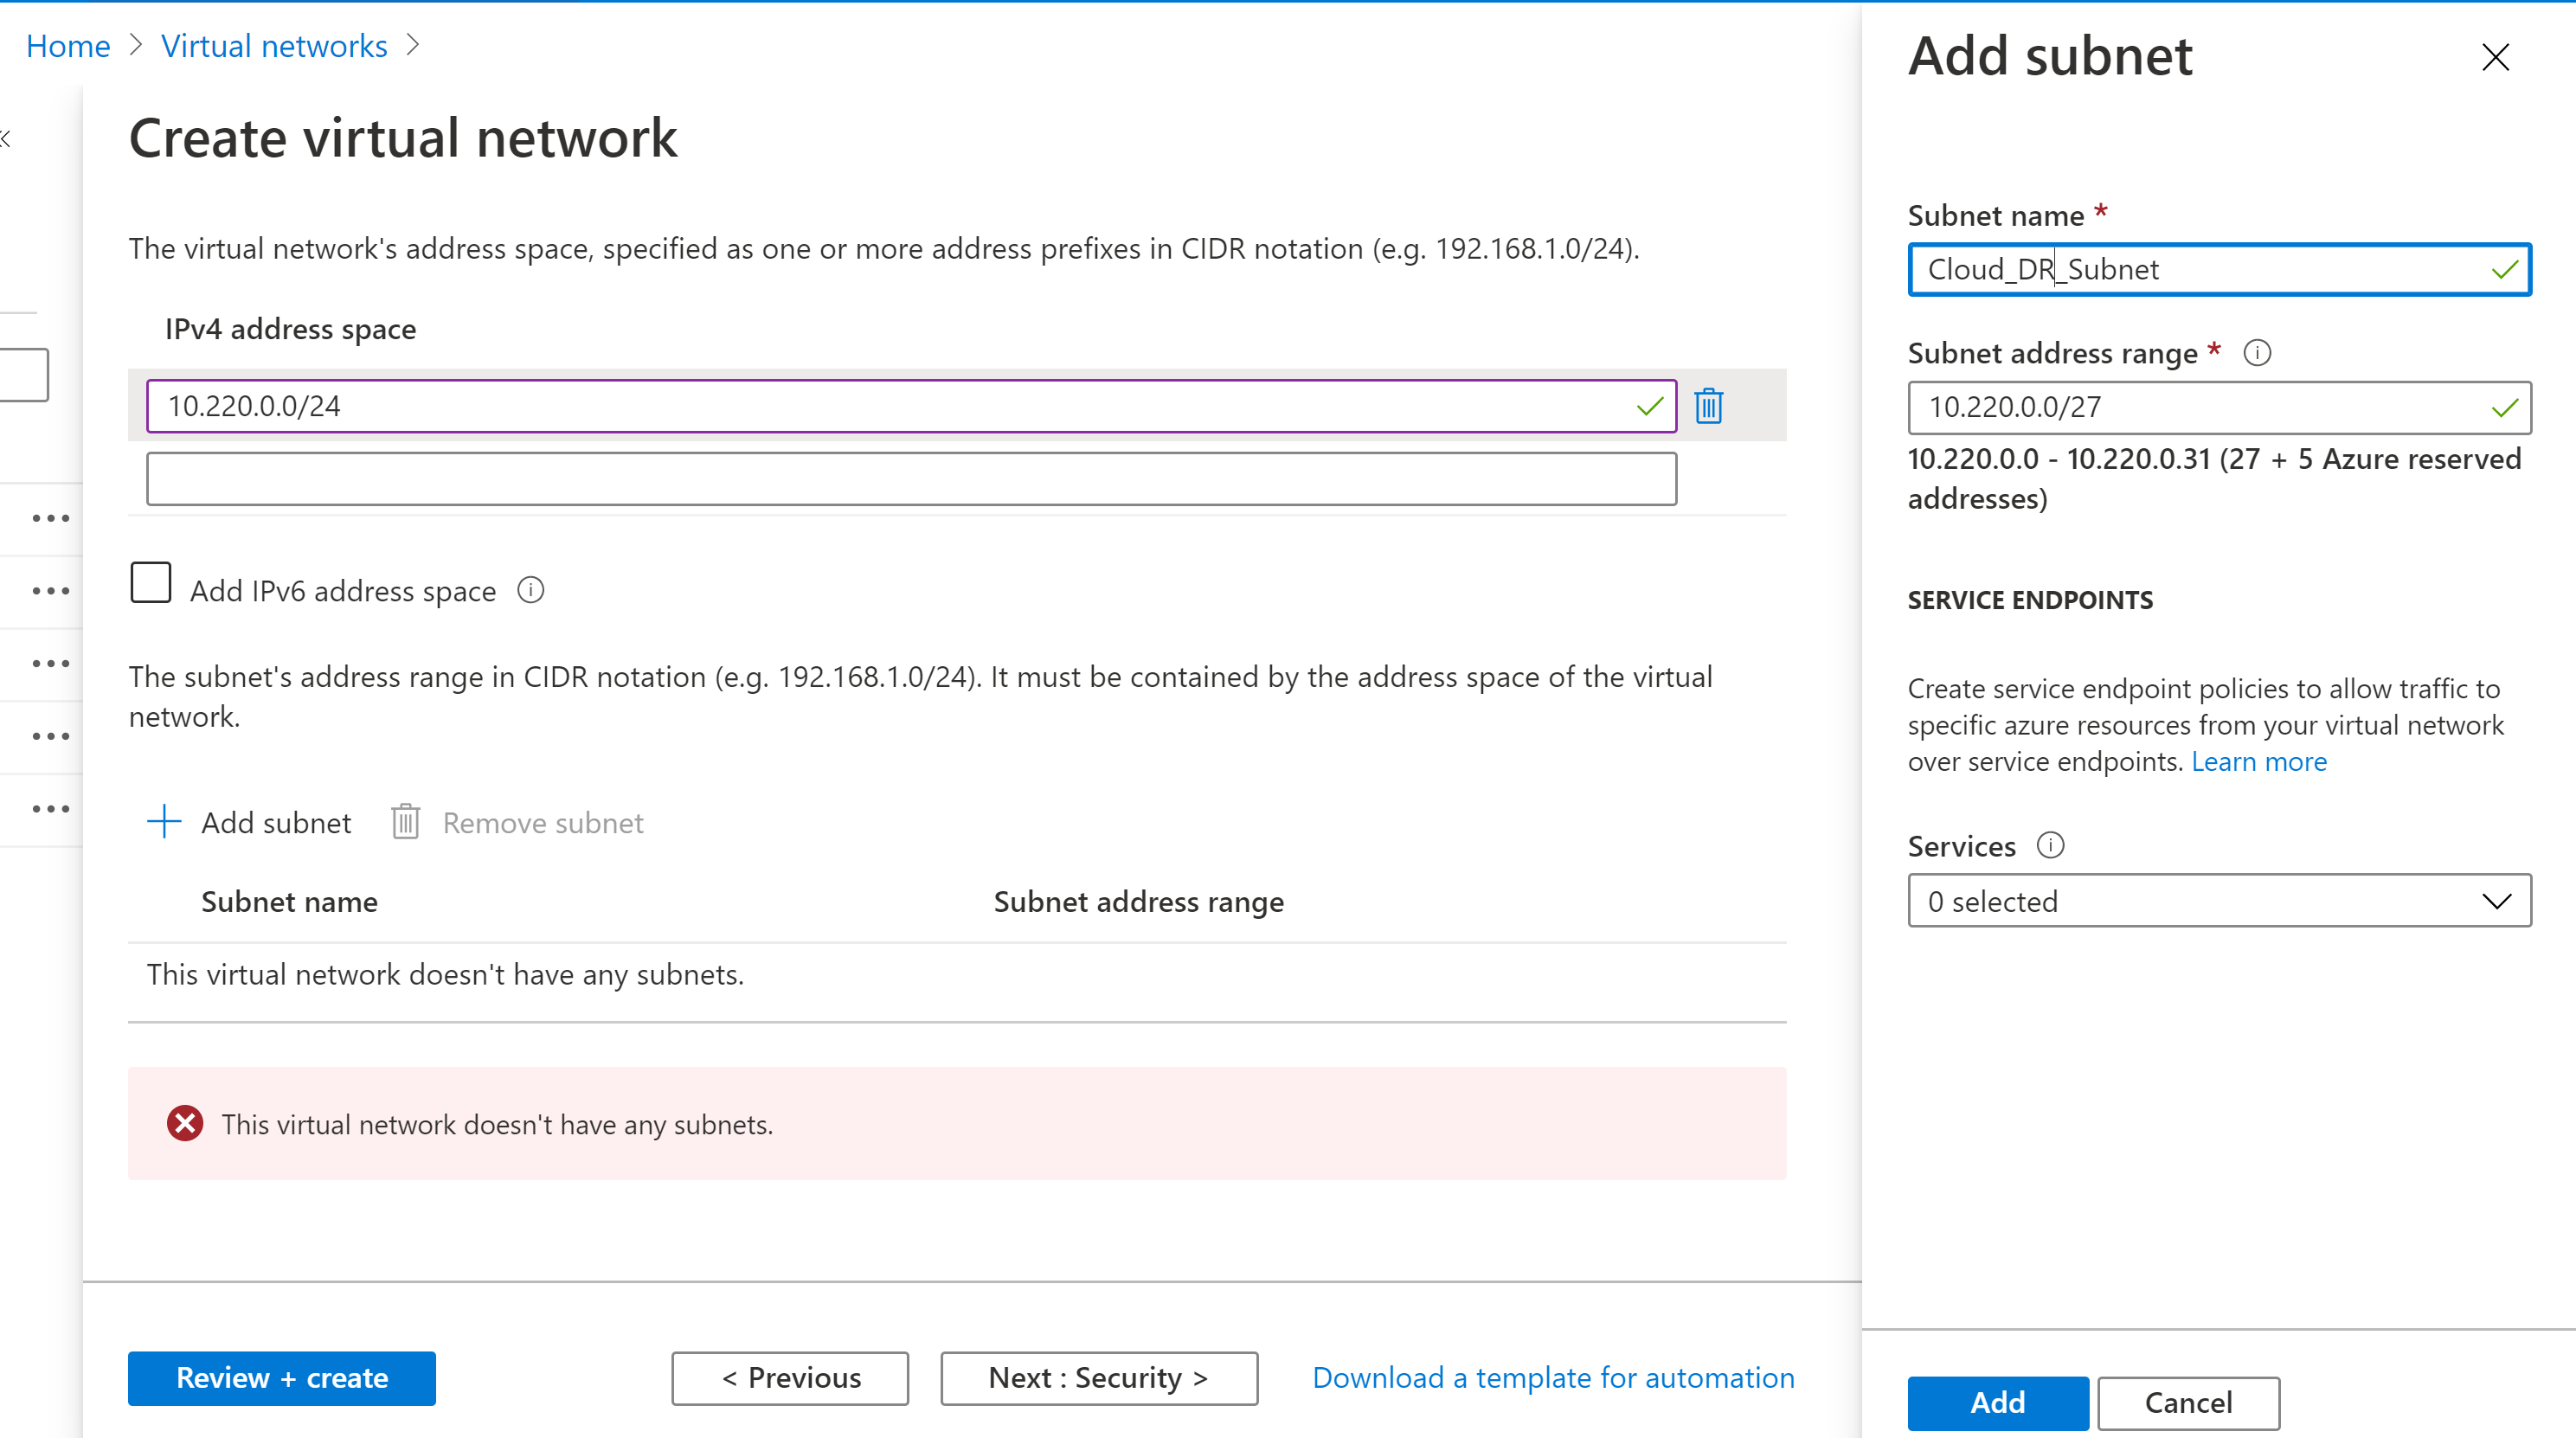 Home > Virtual networks >
«
Create virtual network
The virtual network's address space, specified as one or more address prefixes in CIDR notation (e.g. 192.168.1.0/24).
IPv4 address space
10.220.0.0/24
Add IPv6 address space
The subnet's address range in CIDR notation (e.g. 192.168.1.0/24). It must be contained by the address space of the virtual
network.
+ Add subnet Remove subnet
Subnet name Subnet address range
This virtual network doesn't have any subnets.
This virtual network doesn't have any subnets.
Review + create < Previous Next : Security > Download a template for automation
Add subnet
Subnet name *
Cloud_DR_Subnet
Subnet address range *
10.220.0.0/27
10.220.0.0 - 10.220.0.31 (27 + 5 Azure reserved
addresses)
SERVICE ENDPOINTS
Create service endpoint policies to allow traffic to
specific azure resources from your virtual network
over service endpoints. Learn more
Services
0 selected
Add Cancel